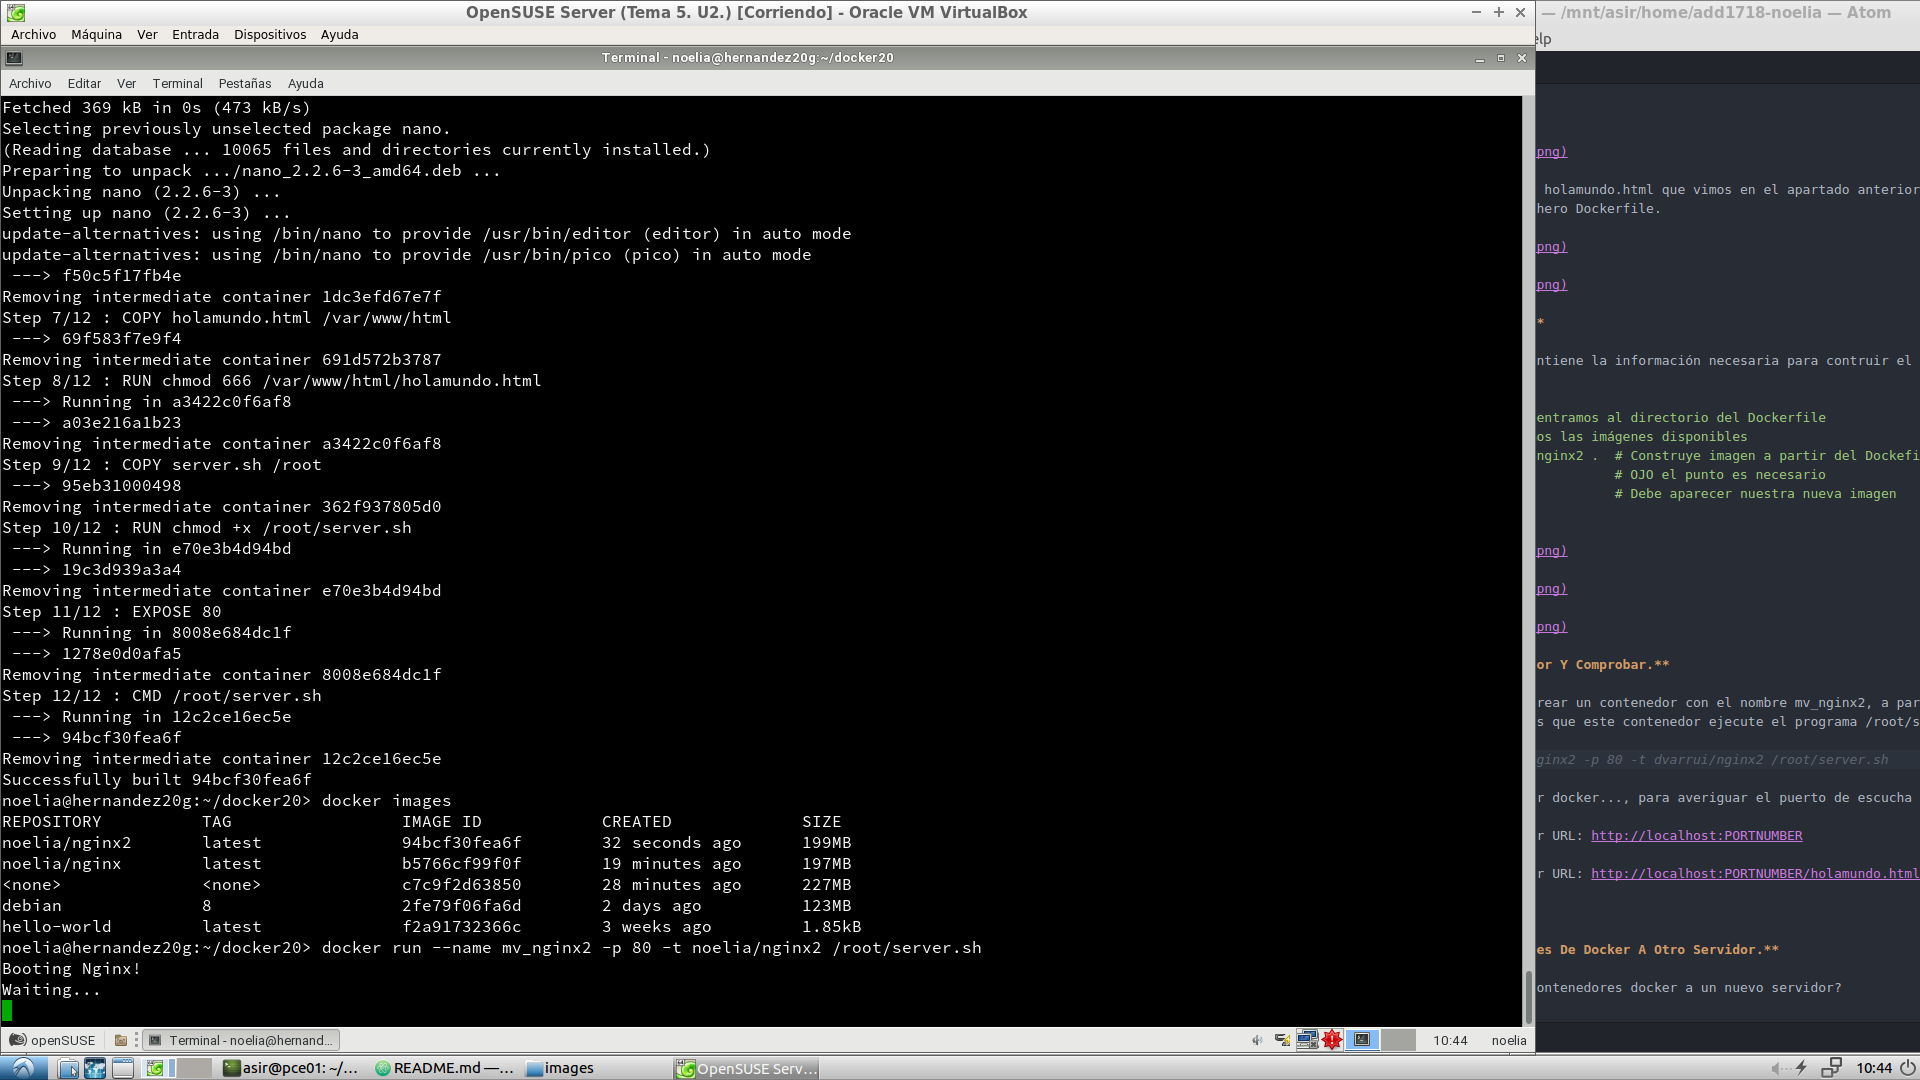 OpenSUSE Server (Tema 5. U2.) [Corriendo] - Oracle VM VirtualBox
Archivo Máquina Ver Entrada Dispositivos Ayuda
Terminal - noelia@hernandez20g:~/docker20
Archivo Editar Ver Terminal Pestañas Ayuda
Fetched 369 kB in 0s (473 kB/s)
Selecting previously unselected package nano.
(Reading database ... 10065 files and directories currently installed.)
Preparing to unpack .../nano_2.2.6-3_amd64.deb ...
Unpacking nano (2.2.6-3) ...
Setting up nano (2.2.6-3) ...
update-alternatives: using /bin/nano to provide /usr/bin/editor (editor) in auto mode
update-alternatives: using /bin/nano to provide /usr/bin/pico (pico) in auto mode
---> f50c5f17fb4e
Removing intermediate container 1dc3efd67e7f
Step 7/12 : COPY holamundo.html /var/www/html
---> 69f583f7e9f4
Removing intermediate container 691d572b3787
Step 8/12 : RUN chmod 666 /var/www/html/holamundo.html
---> Running in a3422c0f6af8
---> a03e216a1b23
Removing intermediate container a3422c0f6af8
Step 9/12 : COPY server.sh /root
---> 95eb31000498
Removing intermediate container 362f937805d0
Step 10/12 : RUN chmod +x /root/server.sh
---> Running in e70e3b4d94bd
---> 19c3d939a3a4
Removing intermediate container e70e3b4d94bd
Step 11/12 : EXPOSE 80
---> Running in 8008e684dc1f
---> 1278e0d0afa5
Removing intermediate container 8008e684dc1f
Step 12/12 : CMD /root/server.sh
---> Running in 12c2ce16ec5e
---> 94bcf30fea6f
Removing intermediate container 12c2ce16ec5e
Successfully built 94bcf30fea6f
noelia@hernandez20g:~/docker20> docker images
REPOSITORY TAG IMAGE ID CREATED SIZE
noelia/nginx2 latest 94bcf30fea6f 32 seconds ago 199MB
noelia/nginx latest b5766cf99f0f 19 minutes ago 197MB
<none> <none> c7c9f2d63850 28 minutes ago 227MB
debian 8 2fe79f06fa6d 2 days ago 123MB
hello-world latest f2a91732366c 3 weeks ago 1.85kB
noelia@hernandez20g:~/docker20> docker run --name mv_nginx2 -p 80 -t noelia/nginx2 /root/server.sh
Booting Nginx!
Waiting...
openSUSE Terminal - noelia@hernand... 10:44 noelia
— /mnt/asir/home/add1718-noelia — Atom
elp
png)
holamundo.html que vimos en el apartado anterior
hero Dockerfile.
png)
png)
*
ntiene la información necesaria para contruir el
entramos al directorio del Dockerfile
os las imágenes disponibles
nginx2 . # Construye imagen a partir del Dockefi
# OJO el punto es necesario
# Debe aparecer nuestra nueva imagen
png)
png)
png)
or Y Comprobar.**
rear un contenedor con el nombre mv_nginx2, a par
s que este contenedor ejecute el programa /root/s
ginx2 -p 80 -t dvarrui/nginx2 /root/server.sh
r docker..., para averiguar el puerto de escucha
r URL: http://localhost:PORTNUMBER
r URL: http://localhost:PORTNUMBER/holamundo.html
es De Docker A Otro Servidor.**
ontenedores docker a un nuevo servidor?
asir@pce01: ~/... README.md —... images OpenSUSE Serv... 10:44